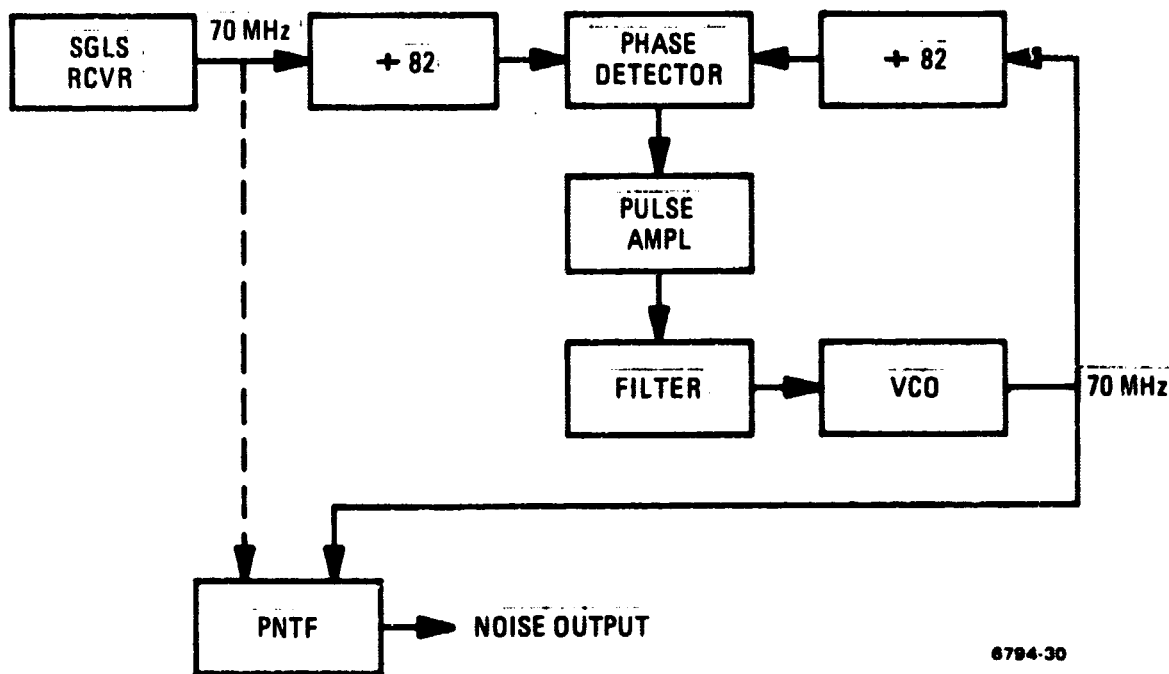 70 MHz
SGLS
RCVR
÷ 82
PHASE
DETECTOR
÷ 82
PULSE
AMPL
FILTER
VCO
70 MHz
PNTF
NOISE OUTPUT
6794-30